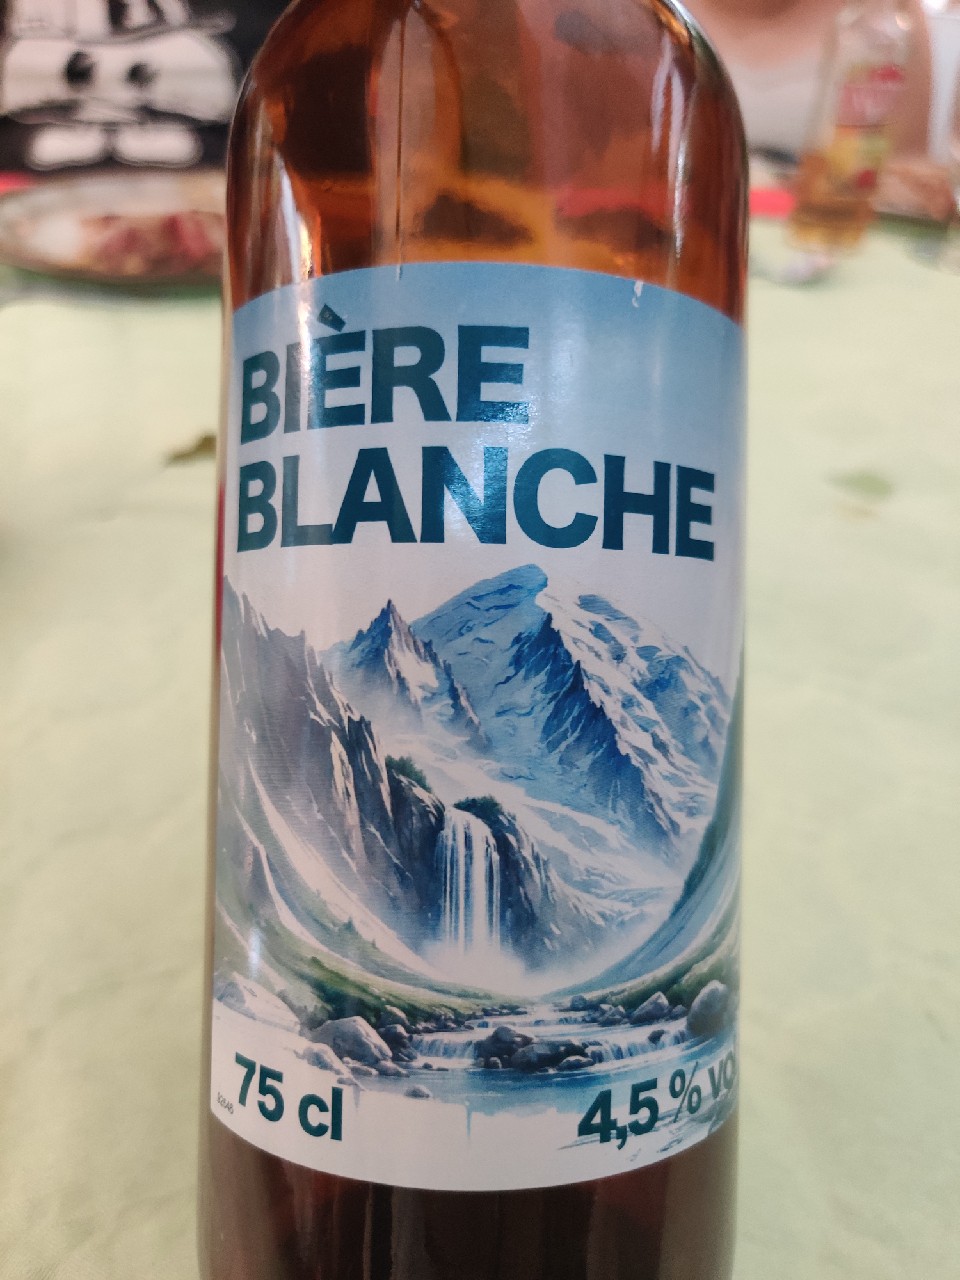 BIÈRE
BLANCHE
75 cl
4,5 % VO